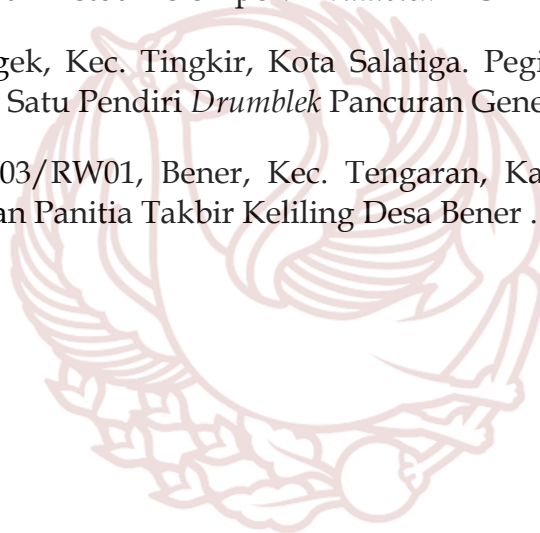 gek, Kec. Tingkir, Kota Salatiga. Pegi
Satu Pendiri Drumblek Pancuran Gene
03/RW01, Bener, Kec. Tengaran, Ka
an Panitia Takbir Keliling Desa Bener .